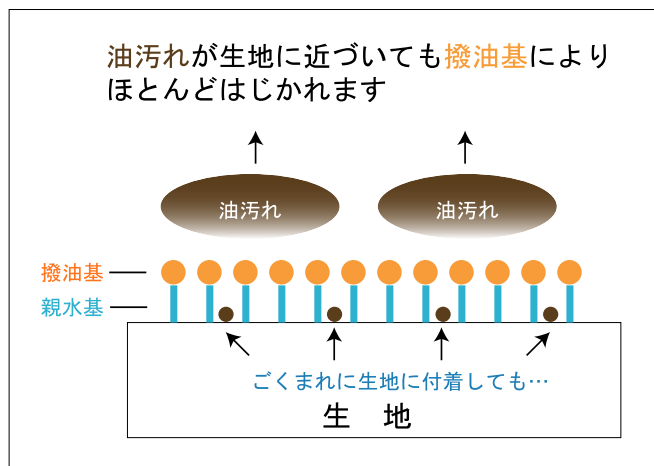 油汚れが生地に近づいても撥油基により
ほとんどはじかれます
油汚れ
油汚れ
撥油基
親水基
ごくまれに生地に付着しても…
生 地